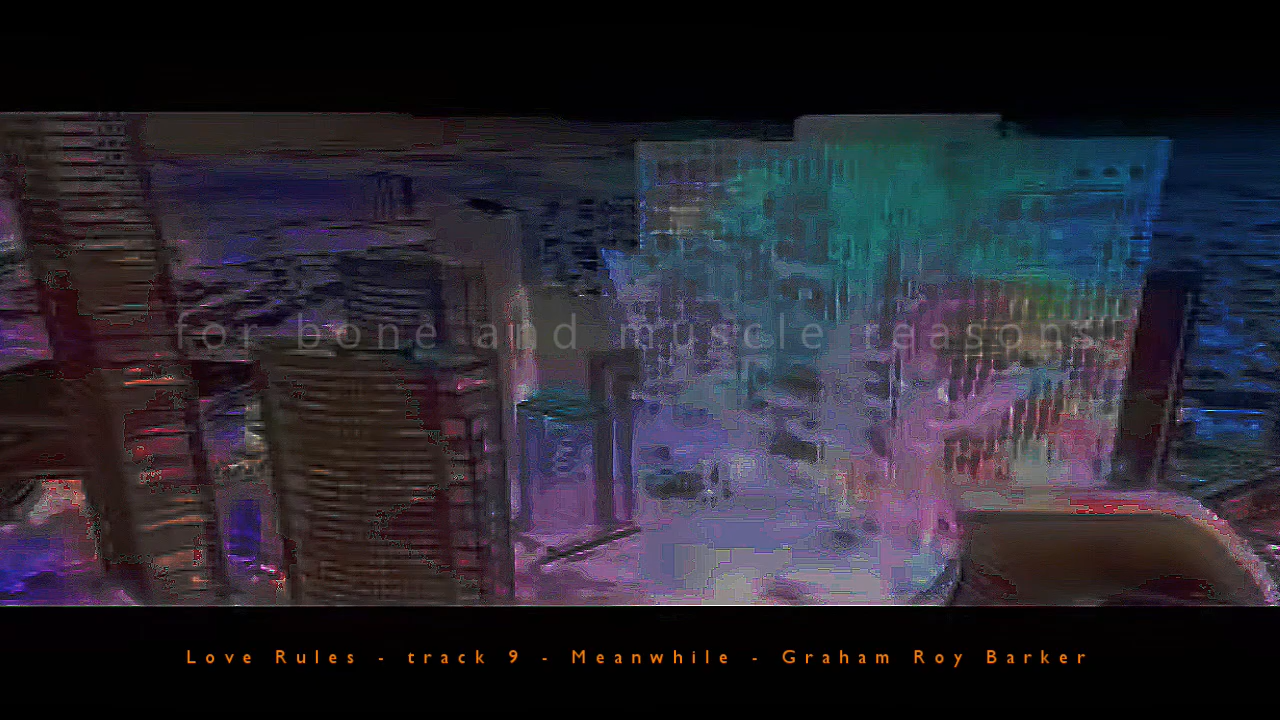 for bone and muscle reasons
Love Rules - track 9 - Meanwhile - Graham Roy Barker